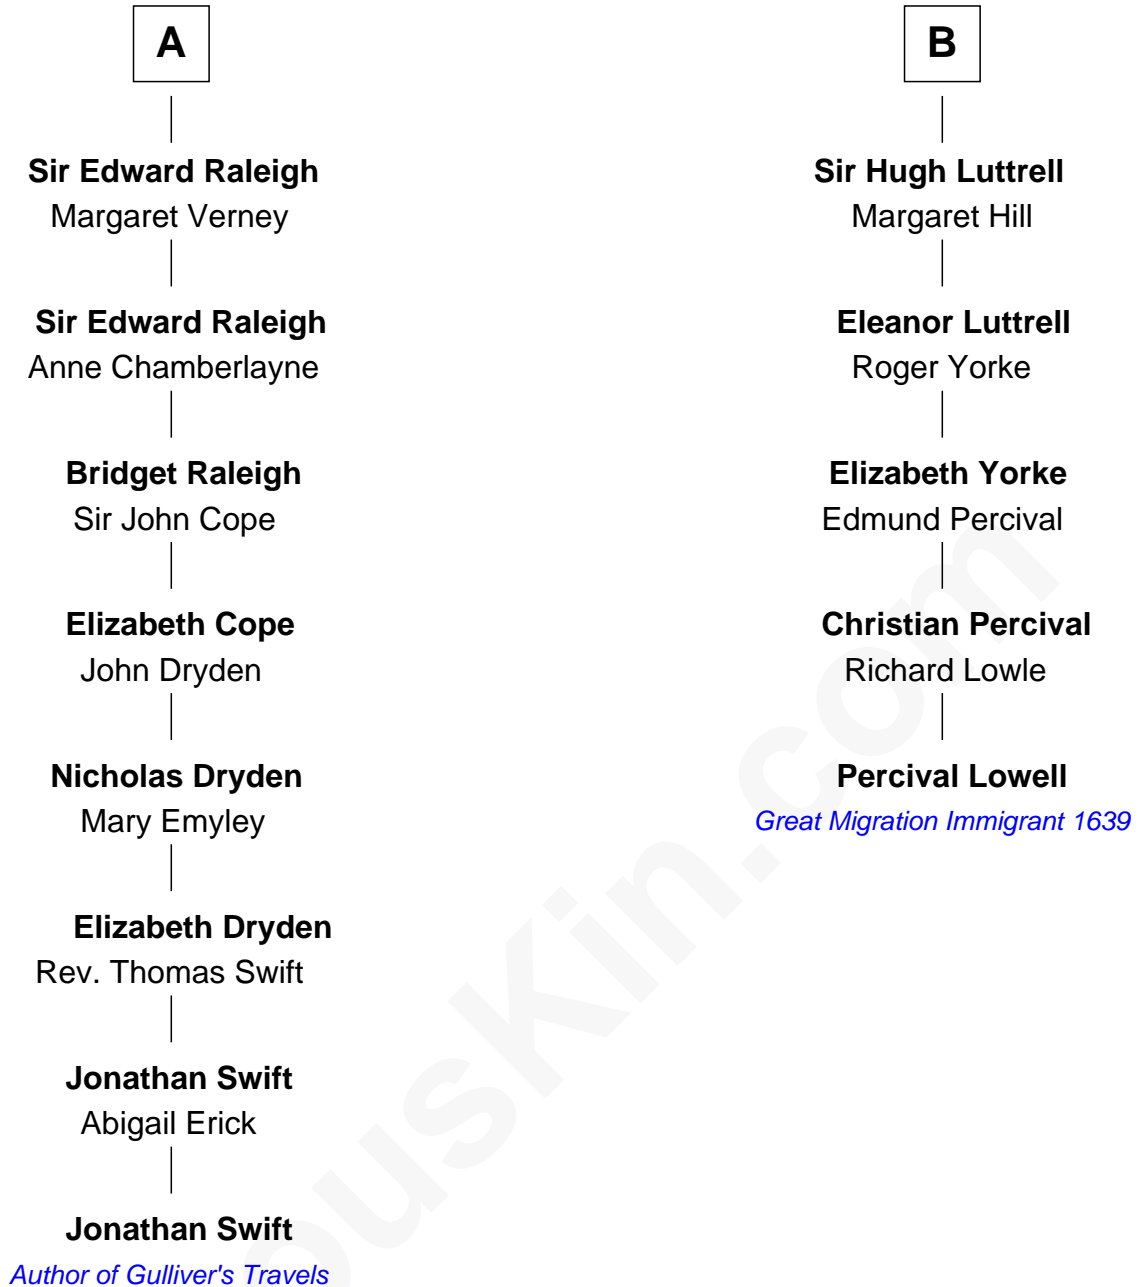 A
Sir Edward Raleigh
Margaret Verney
Sir Edward Raleigh
Anne Chamberlayne
Bridget Raleigh
Sir John Cope
Elizabeth Cope
John Dryden
Nicholas Dryden
Mary Emyley
Elizabeth Dryden
Rev. Thomas Swift
Jonathan Swift
Abigail Erick
Jonathan Swift
Author of Gulliver's Travels
B
Sir Hugh Luttrell
Margaret Hill
Eleanor Luttrell
Roger Yorke
Elizabeth Yorke
Edmund Percival
Christian Percival
Richard Lowle
Percival Lowell
Great Migration Immigrant 1639
ousKin.com